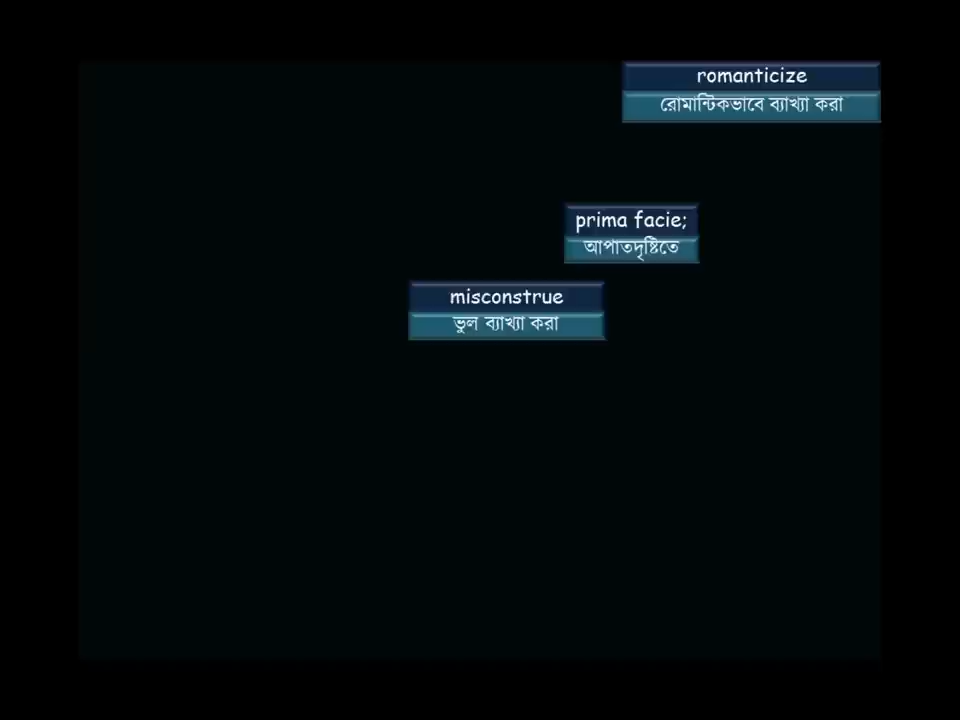 romanticize
রোমান্টিকভাবে ব্যাখ্যা করা
prima facie;
আপাতদৃষ্টিতে
misconstrue
ভুল ব্যাখ্যা করা